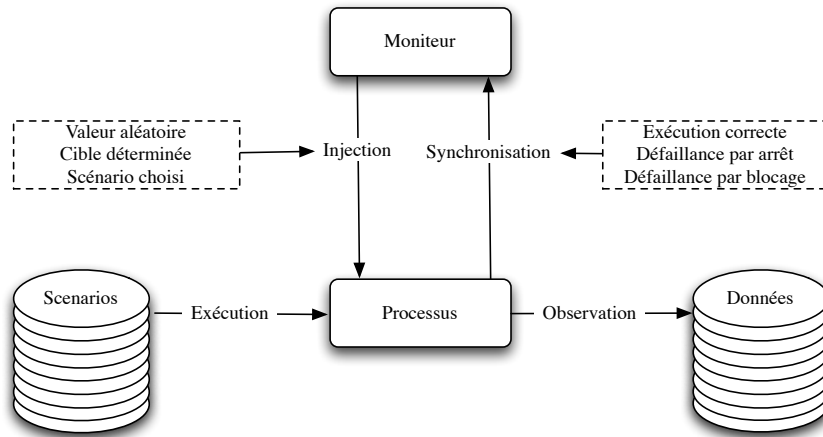 Moniteur
Valeur aléatoire
Cible déterminée
Scénario choisi
Injection
Synchronisation
Exécution correcte
Défaillance par arrêt
Défaillance par blocage
Scenarios
Exécution
Processus
Observation
Données